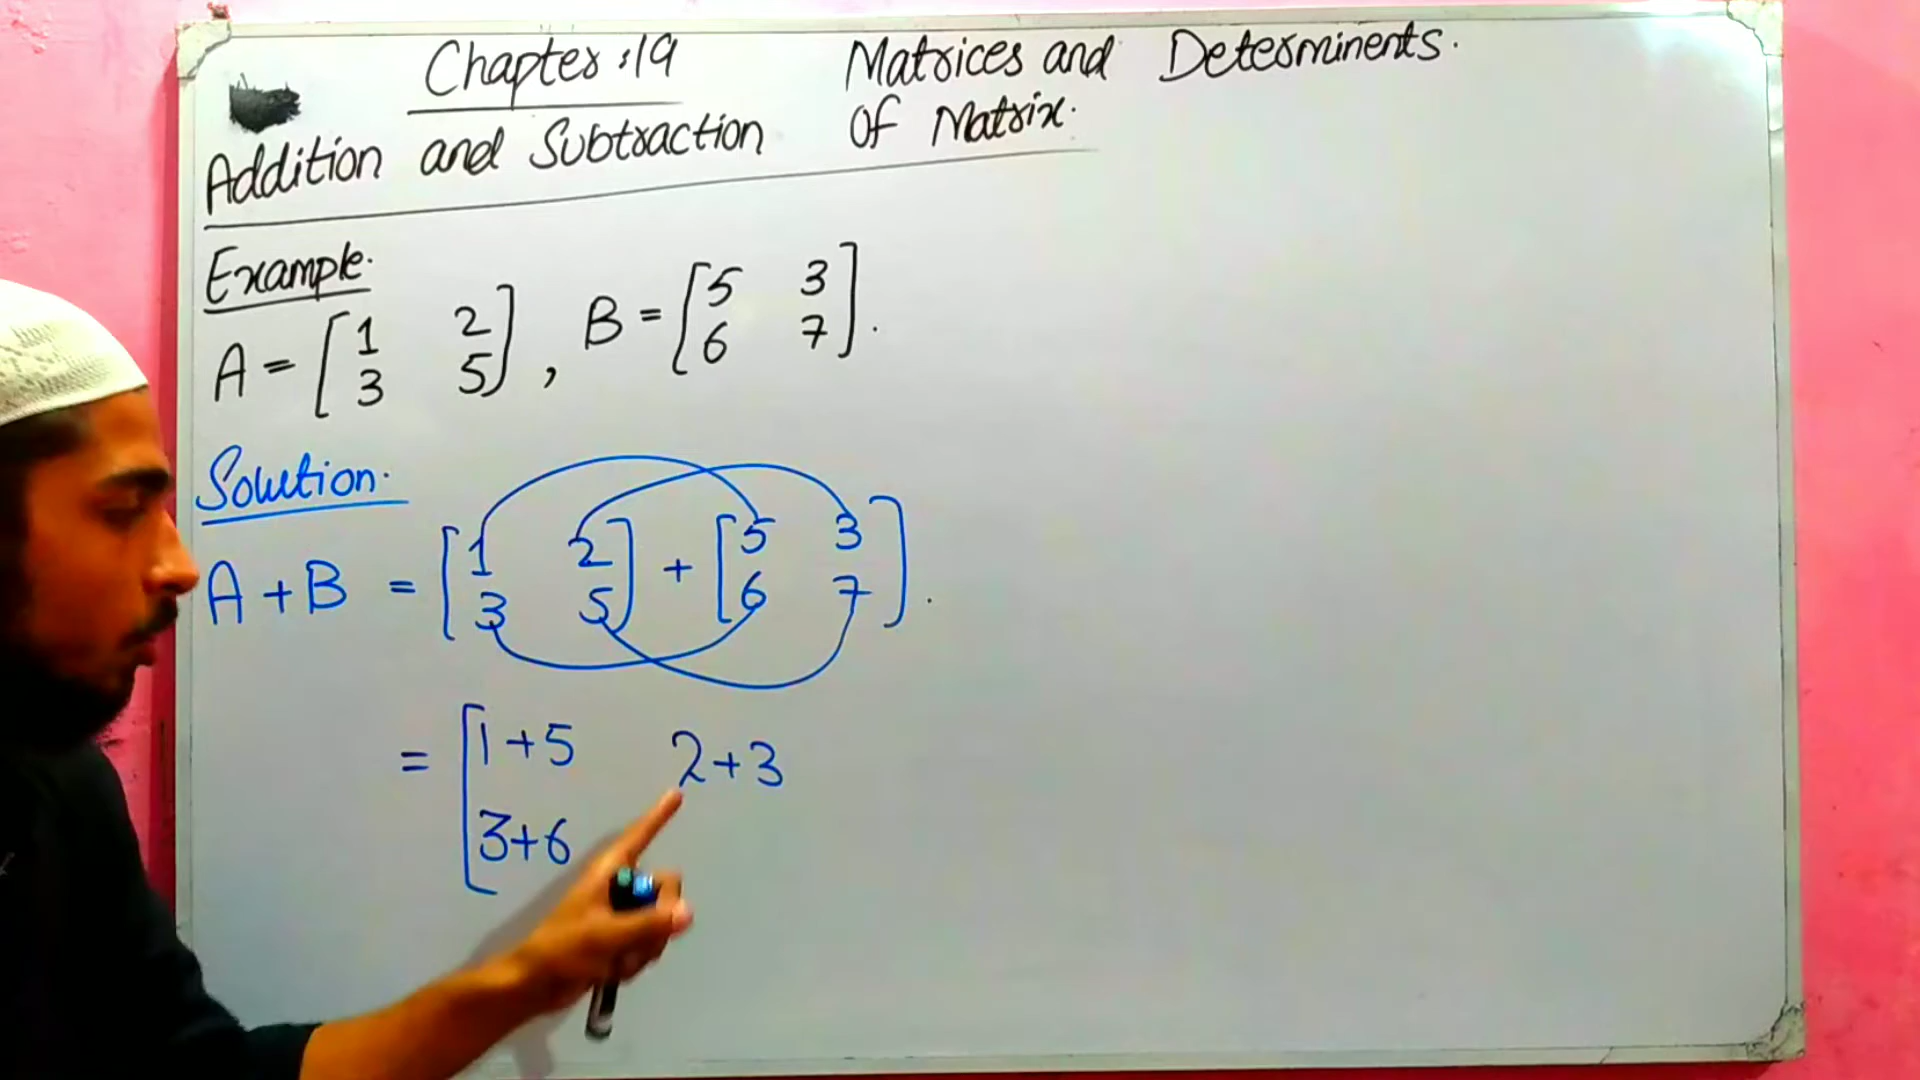 Chapter :19 Matrices and Determinents.
Addition and Subtraction Of Matrix.
Example.
A = [1 2
3 5] , B = [5 3
6 7] .
Solution.
A + B = [1 2
3 5] + [5 3
6 7] .
= [1+5 2+3
3+6